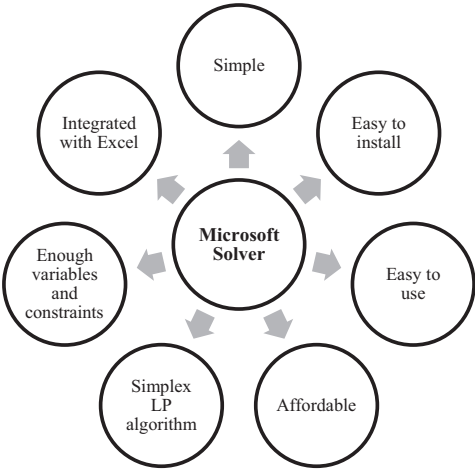 Simple
Easy to
install
Easy to
use
Affordable
Simplex
LP
algorithm
Enough
variables
and
constraints
Integrated
with Excel
Microsoft
Solver